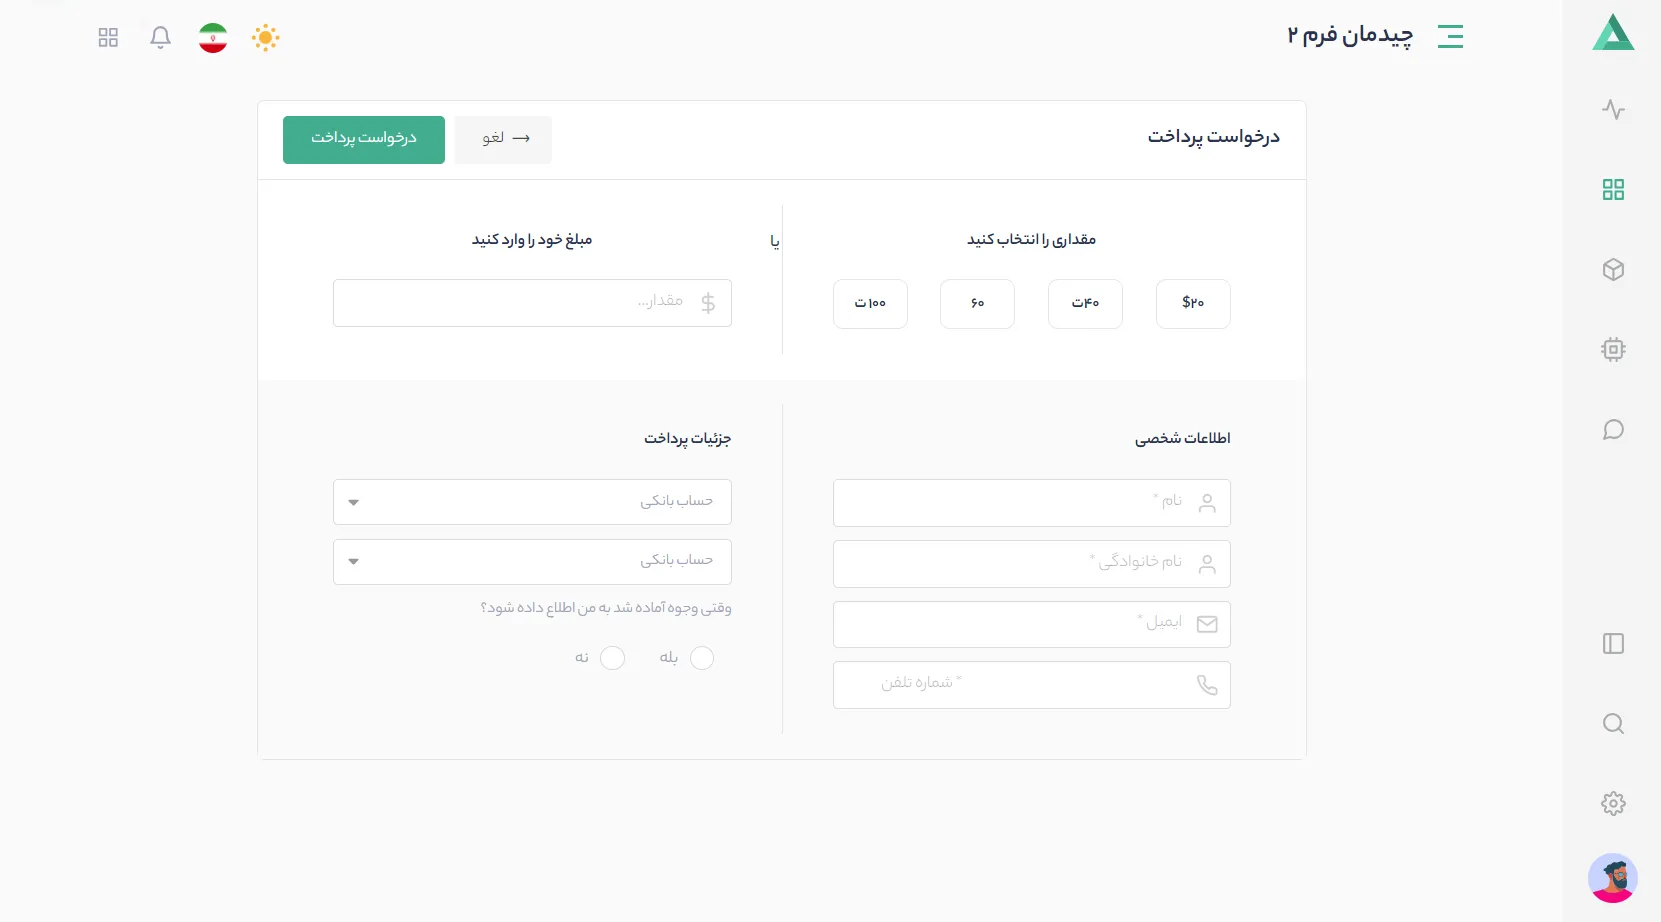 چیدمان فرم ۲
درخواست پرداخت
لغو
درخواست پرداخت
مقداری را انتخاب کنید
یا
مبلغ خود را وارد کنید
$۲۰
۴۰ت
۶۰
۱۰۰ ت
مقدار...
اطلاعات شخصی
نام *
نام خانوادگی *
ایمیل *
* شماره تلفن
جزئیات پرداخت
حساب بانکی
حساب بانکی
وقتی وجوه آماده شد به من اطلاع داده شود؟
بله
نه